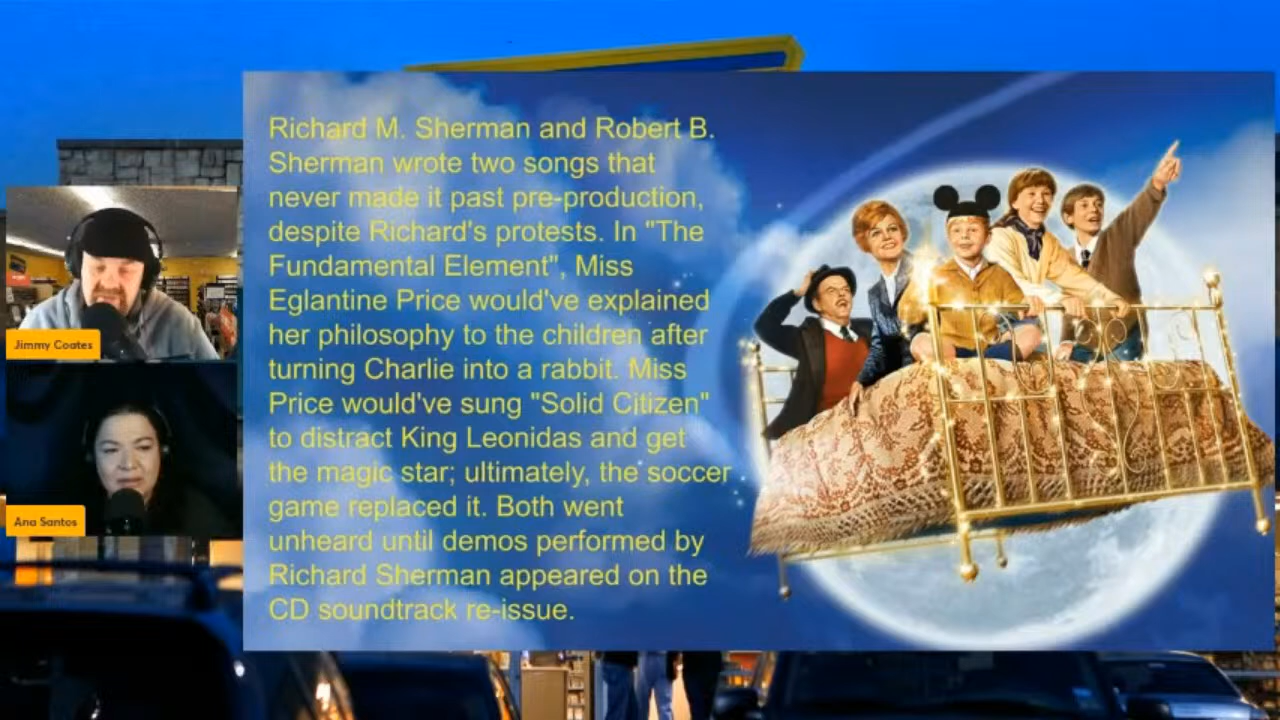 Richard M. Sherman and Robert B.
Sherman wrote two songs that
never made it past pre-production,
despite Richard's protests. In "The
Fundamental Element", Miss
Eglantine Price would've explained
her philosophy to the children after
turning Charlie into a rabbit. Miss
Price would've sung "Solid Citizen"
to distract King Leonidas and get
the magic star; ultimately, the soccer
game replaced it. Both went
unheard until demos performed by
Richard Sherman appeared on the
CD soundtrack re-issue.
Jimmy Coates
Ana Santos